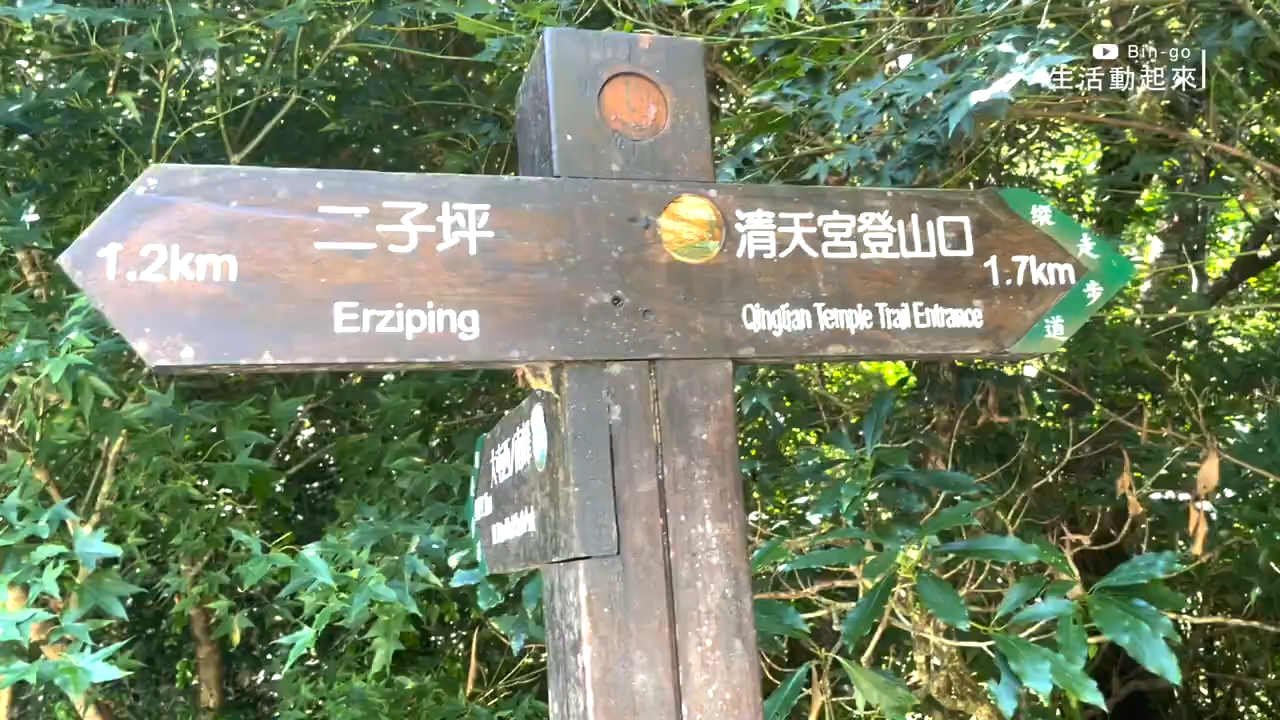 Bin-go
生活動起來
二子坪
1.2km
Erziping
清天宮登山口
1.7km
Qingtian Temple Trail Entrance
縱走步道